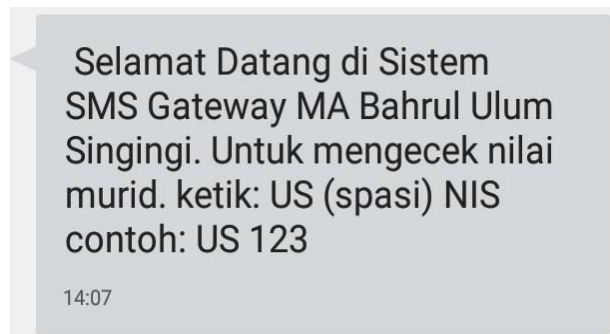 Selamat Datang di Sistem
SMS Gateway MA Bahrul Ulum
Singingi. Untuk mengecek nilai
murid. ketik: US (spasi) NIS
contoh: US 123
14:07